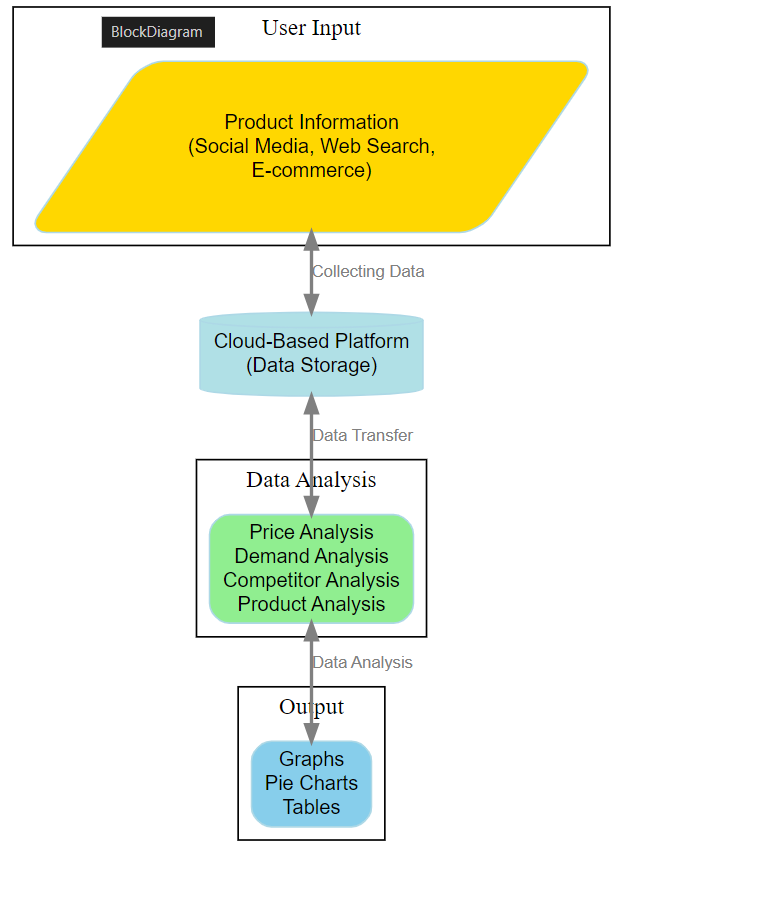 BlockDiagram
User Input
Product Information
(Social Media, Web Search,
E-commerce)
Collecting Data
Cloud-Based Platform
(Data Storage)
Data Transfer
Data Analysis
Price Analysis
Demand Analysis
Competitor Analysis
Product Analysis
Data Analysis
Output
Graphs
Pie Charts
Tables